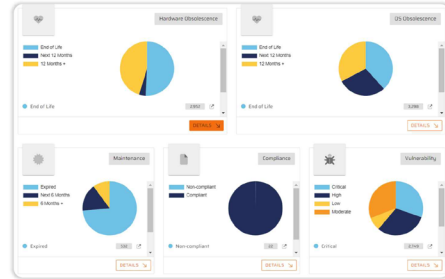 Hardware Obsolescence
End of Life
Next 12 Months
12 Months +
End of Life
DETAILS
OS Obsolescence
End of Life
Next 12 Months
12 Months +
End of Life
DETAILS
Maintenance
Expired
Next 6 Months
6 Months +
Expired
DETAILS
Compliance
Non-compliant
Compliant
Non-compliant
DETAILS
Vulnerability
Critical
High
Low
Moderate
Critical
DETAILS